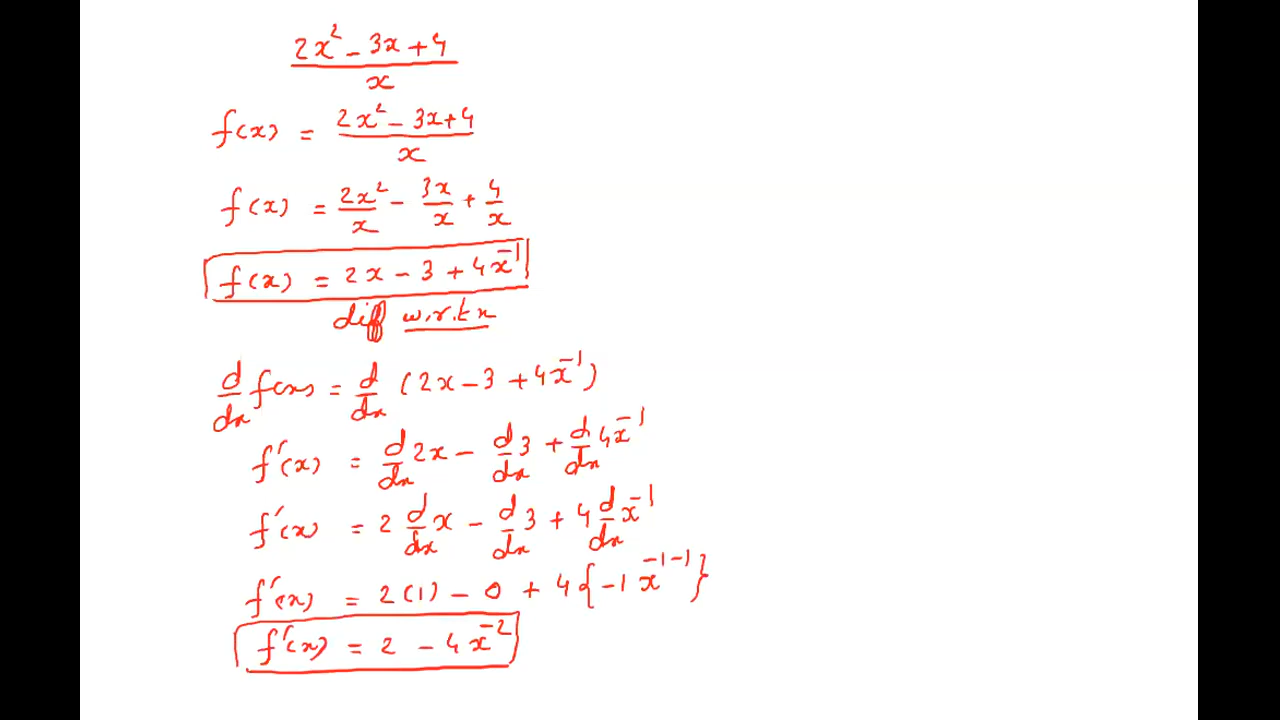 (2x² - 3x + 4)/x
f(x) = (2x² - 3x + 4)/x
f(x) = 2x²/x - 3x/x + 4/x
f(x) = 2x - 3 + 4x⁻¹
diff w.r.t x
d/dx f(x) = d/dx (2x - 3 + 4x⁻¹)
f'(x) = d/dx 2x - d/dx 3 + d/dx 4x⁻¹
f'(x) = 2 d/dx x - d/dx 3 + 4 d/dx x⁻¹
f'(x) = 2(1) - 0 + 4{-1 x⁻¹⁻¹}
f'(x) = 2 - 4x⁻²